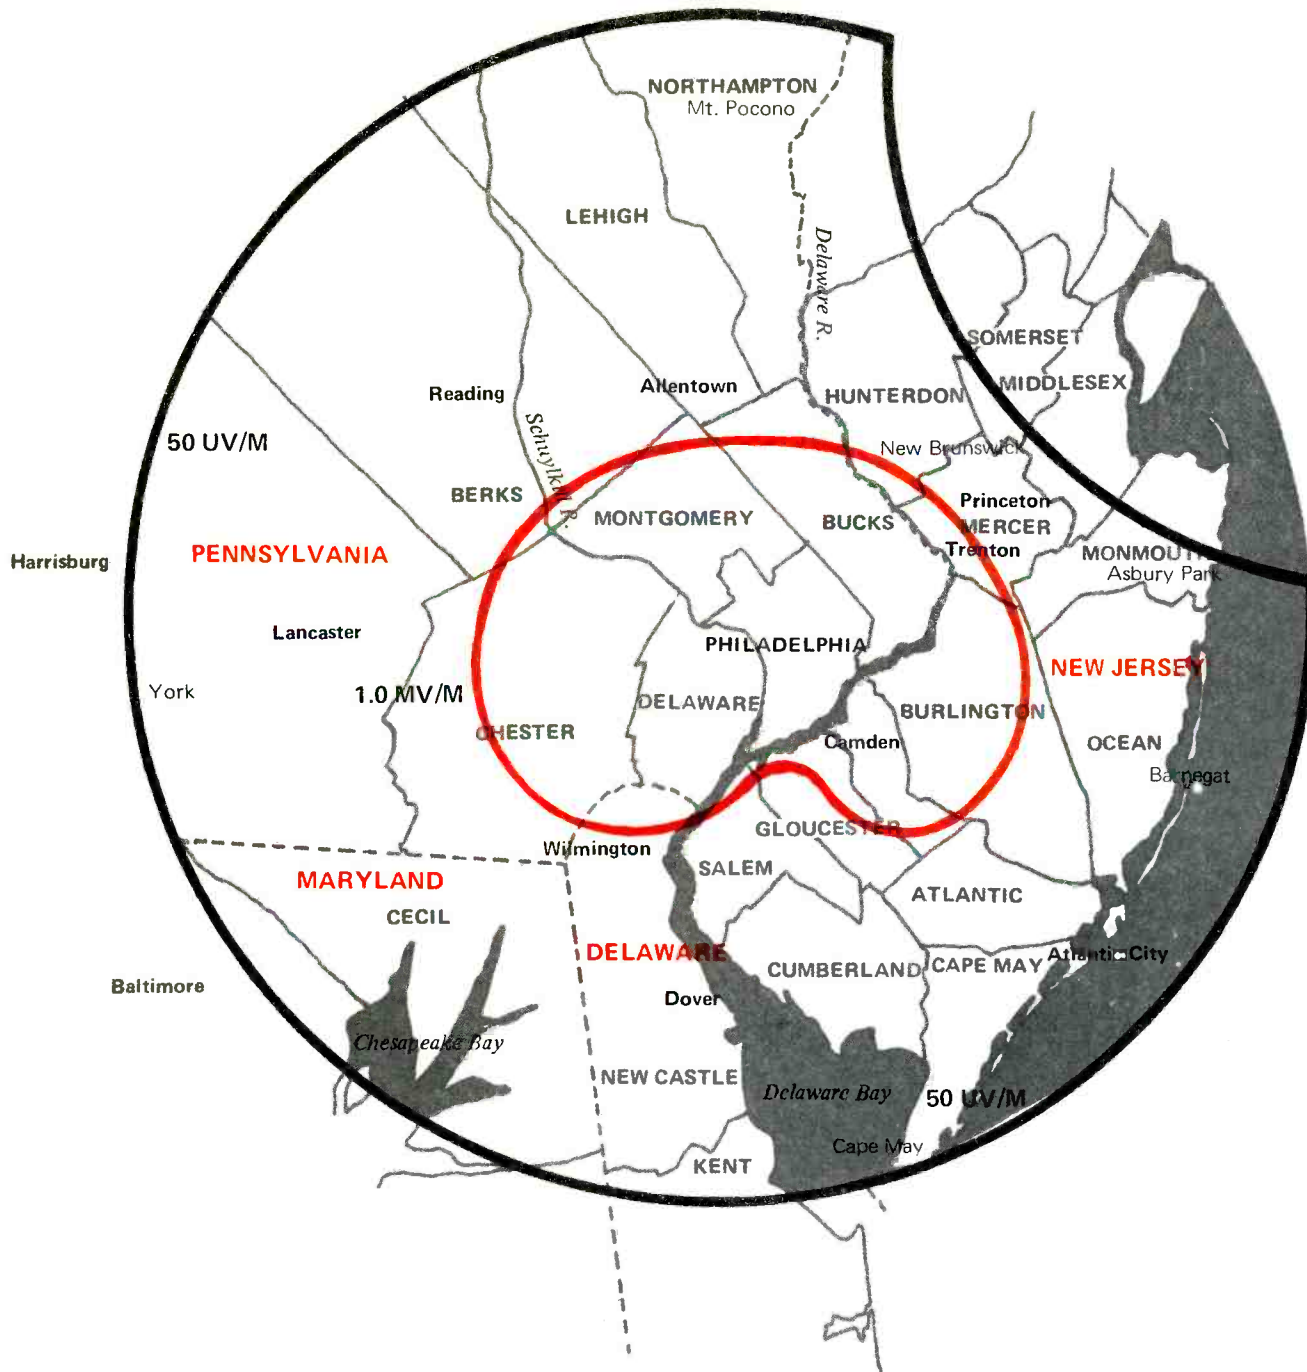 NORTHAMPTON
Mt. Pocono
LEHIGH
Delaware R.
SOMERSET
MIDDLESEX
HUNTERDON
Allentown
Reading
50 UV/M
Schuylkill R.
New Brunswick
BERKS
MONTGOMERY
BUCKS
Princeton
MERCER
Trenton
MONMOUTH
Asbury Park
PENNSYLVANIA
Harrisburg
Lancaster
PHILADELPHIA
NEW JERSEY
York
1.0 MV/M
DELAWARE
BURLINGTON
CHESTER
Camden
OCEAN
Barnegat
GLOUCESTER
Wilmington
SALEM
MARYLAND
CECIL
ATLANTIC
DELAWARE
CUMBERLAND
CAPE MAY
Atlantic City
Baltimore
Dover
Chesapeake Bay
NEW CASTLE
Delaware Bay
50 UV/M
Cape May
KENT